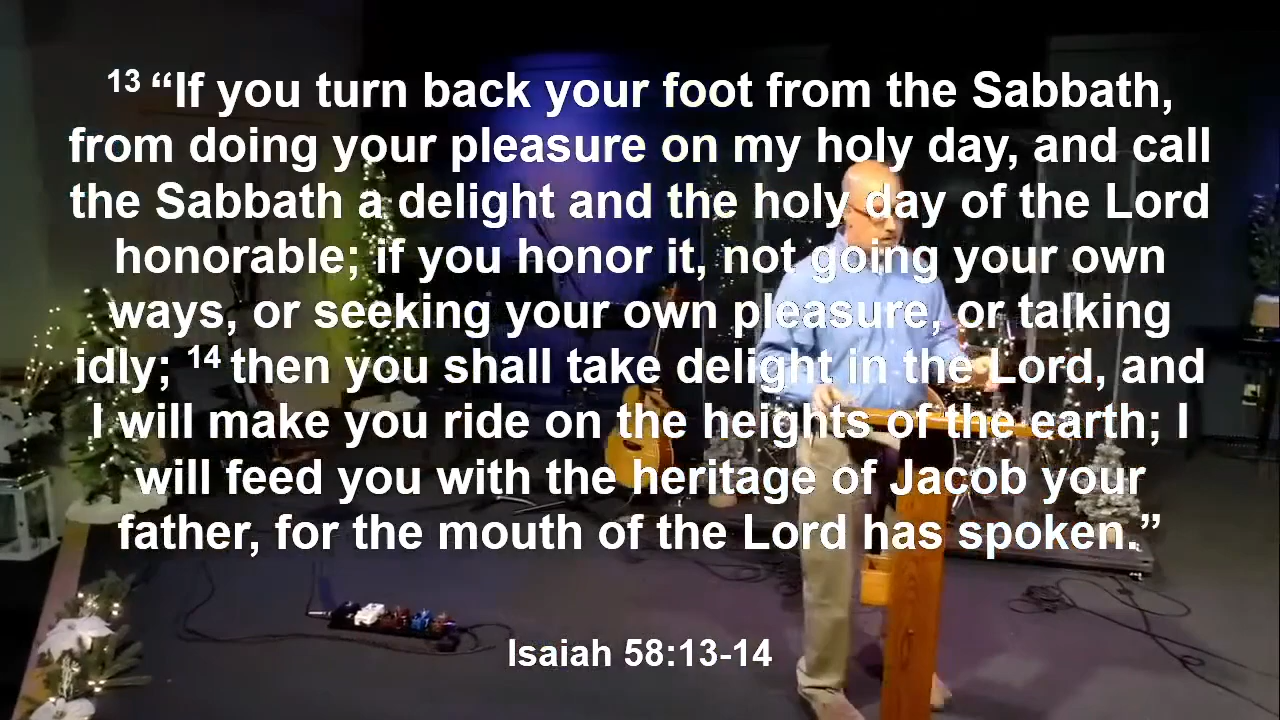 13 “If you turn back your foot from the Sabbath,
from doing your pleasure on my holy day, and call
the Sabbath a delight and the holy day of the Lord
honorable; if you honor it, not going your own
ways, or seeking your own pleasure, or talking
idly; 14 then you shall take delight in the Lord, and
I will make you ride on the heights of the earth; I
will feed you with the heritage of Jacob your
father, for the mouth of the Lord has spoken.”
Isaiah 58:13-14